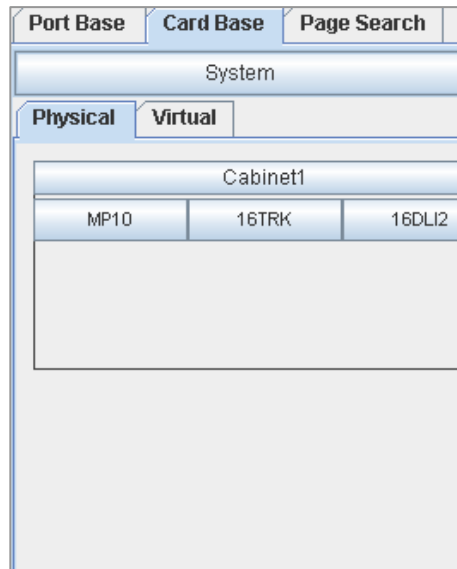 Port Base Card Base Page Search
System
Physical Virtual
Cabinet1
MP10 16TRK 16DLI2